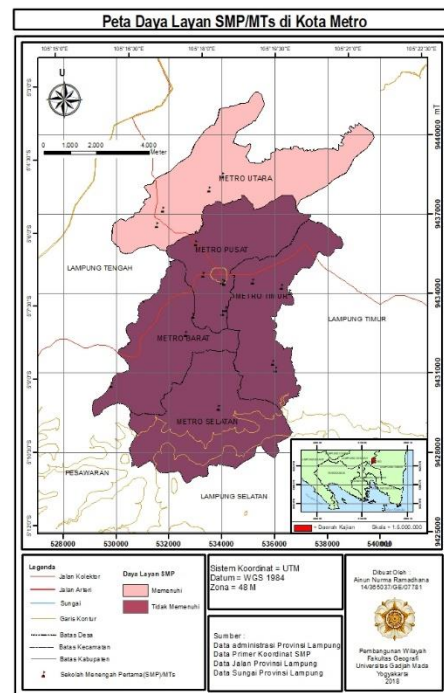 Peta Daya Layan SMP/MTs di Kota Metro
U
0 1,000 2,000 4,000
Meter
mT
METRO UTARA
METRO PUSAT
METRO TIMUR
METRO BARAT
METRO SELATAN
LAMPUNG TENGAH
LAMPUNG TIMUR
PESAWARAN
LAMPUNG SELATAN
9440000
9437000
9434000
9431000
9428000
9425000
528000 530000 532000 534000 536000
= Daerah Kajian Skala = 1:5.000.000
Legenda
Jalan Kolektor
Jalan Arteri
Sungai
Garis Kontur
Batas Desa
Batas Kecamatan
Batas Kabupaten
Sekolah Menengah Pertama(SMP)/MTs
Daya Layan SMP
Memenuhi
Tidak Memenuhi
Sistem Koordinat = UTM
Datum = WGS 1984
Zona = 48 M
Sumber :
Data administrasi Provinsi Lampung
Data Primer Koordinat SMP
Data Jalan Provinsi Lampung
Data Sungai Provinsi Lampung
Dibuat Oleh :
Ainun Nurma Ramadhana
14/365037/GE/07781
Pembangunan Wilayah
Fakultas Geografi
Universitas Gadjah Mada
Yogyakarta
2018